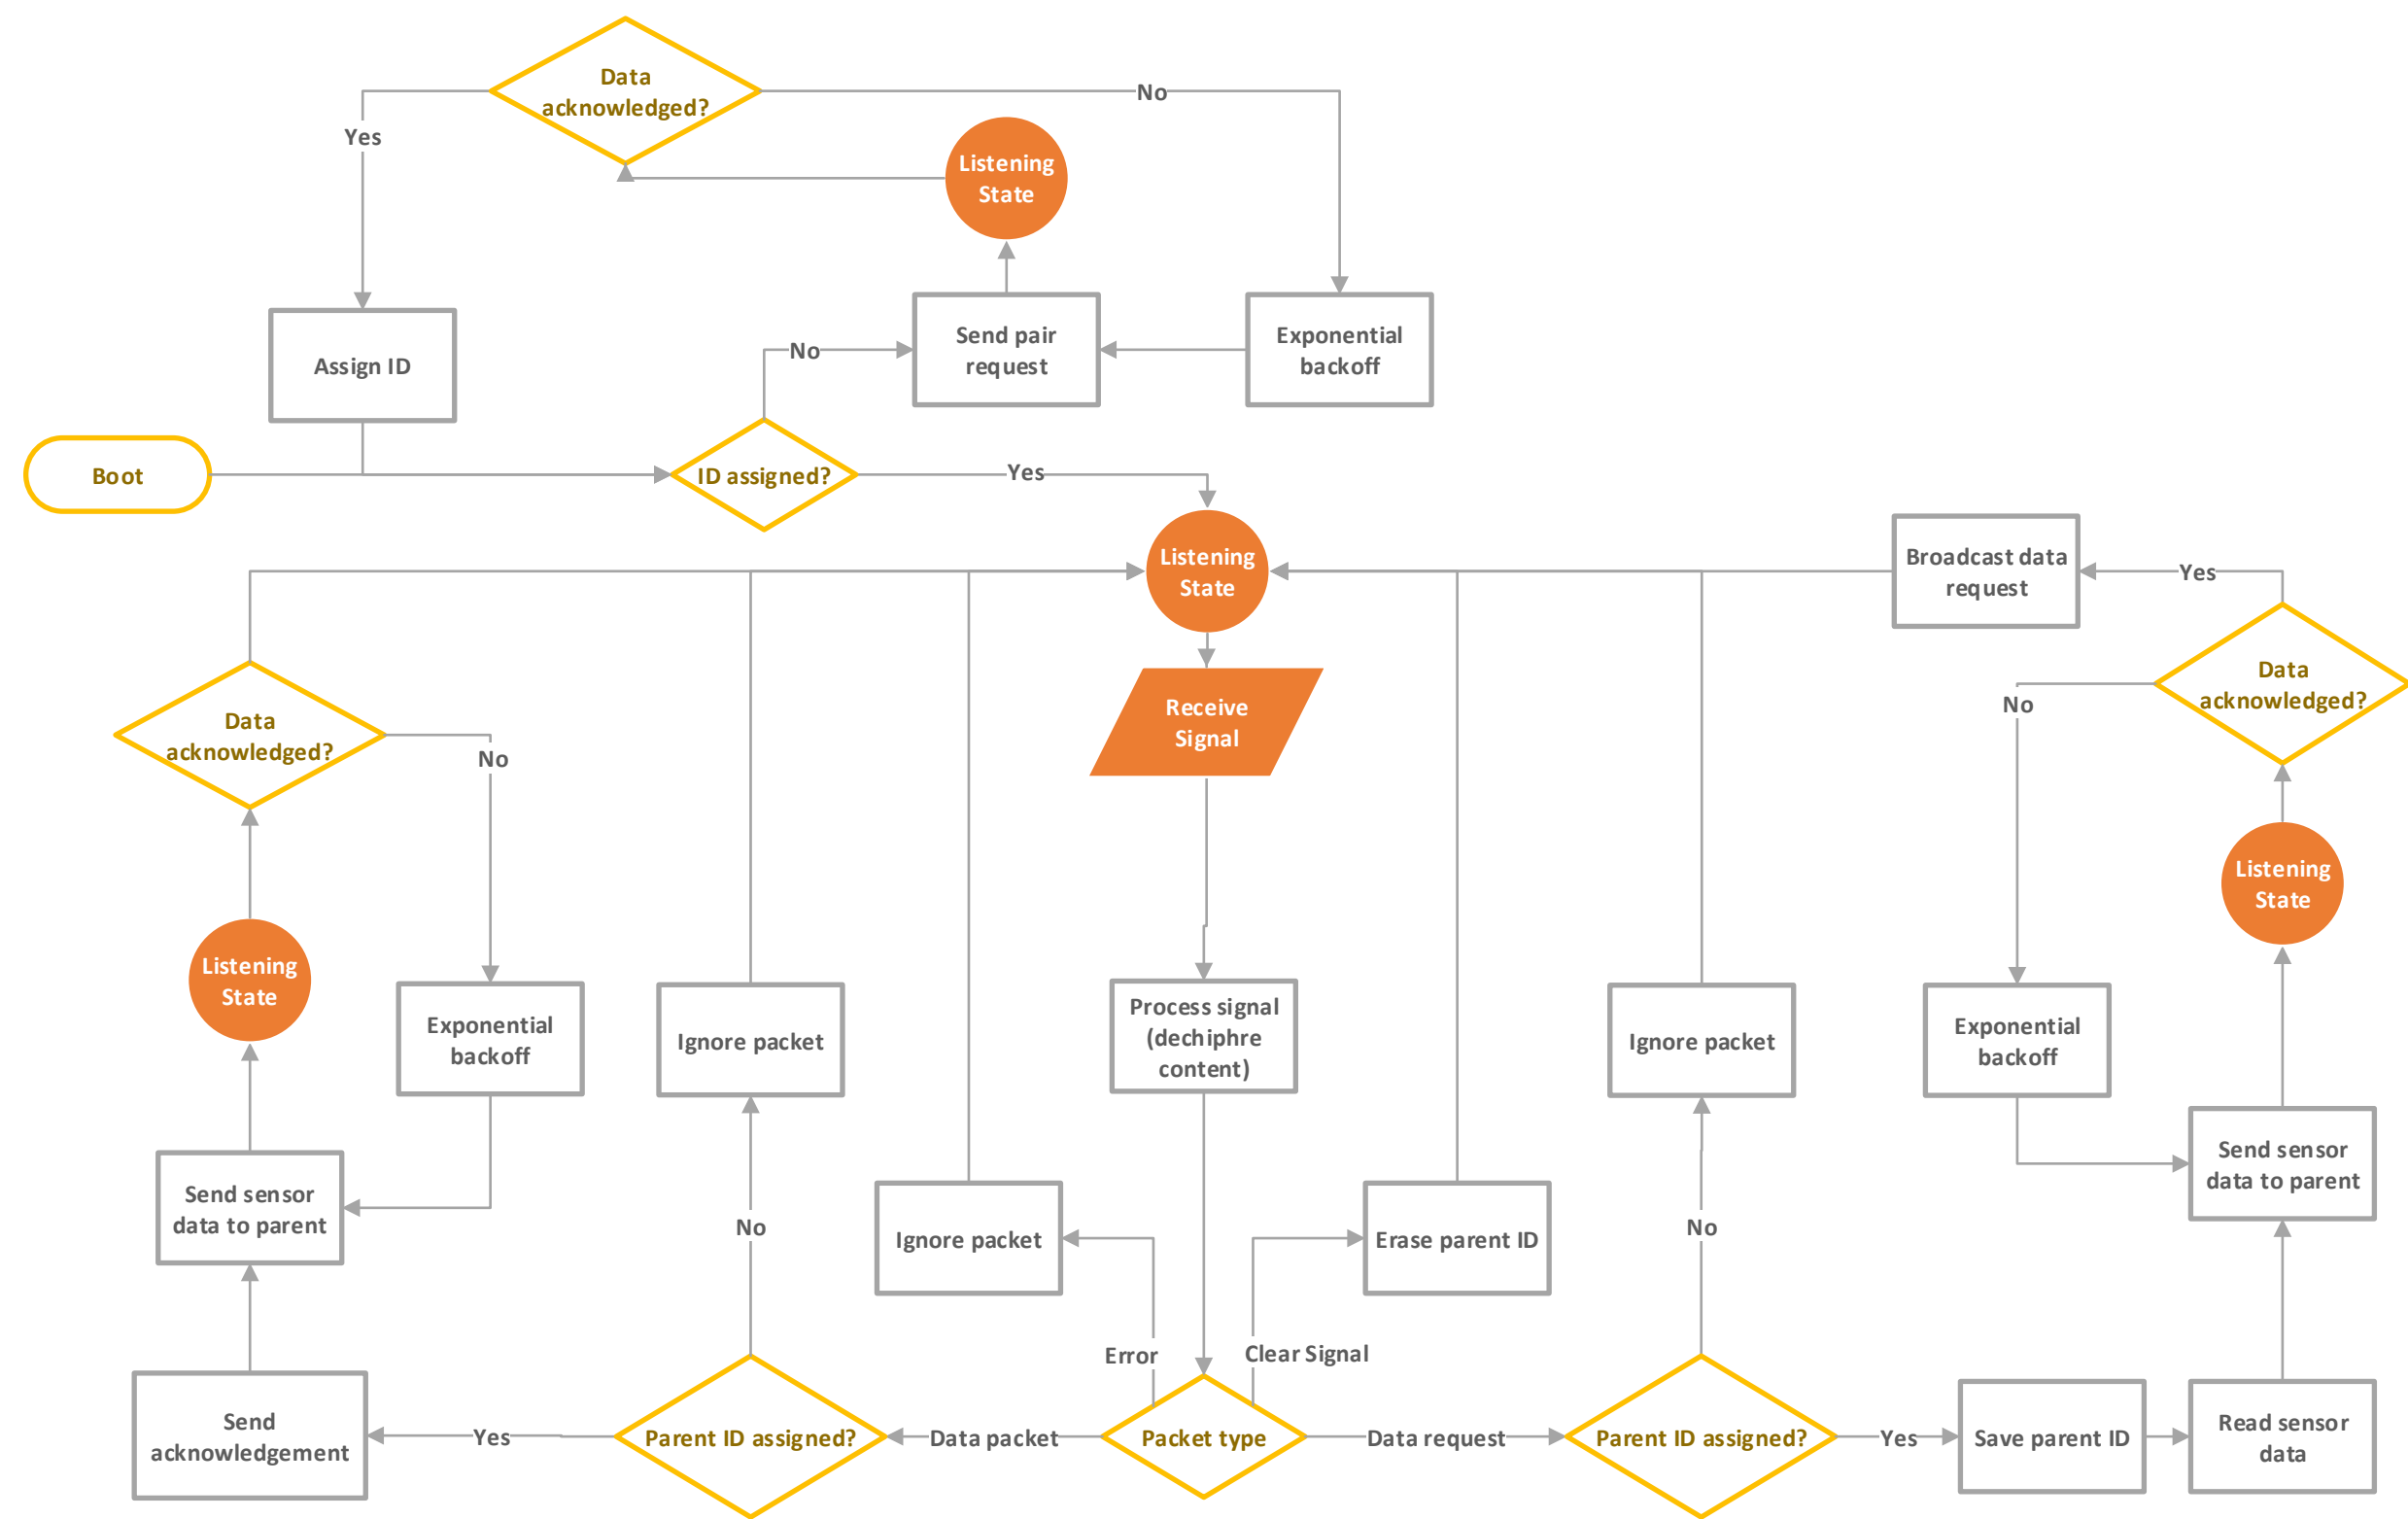 Data
acknowledged?
No
Yes
Listening
State
Assign ID
No
Send pair
request
Exponential
backoff
Boot
ID assigned?
Yes
Listening
State
Broadcast data
request
Yes
Data
acknowledged?
No
Receive
Signal
Data
acknowledged?
No
Listening
State
Listening
State
Exponential
backoff
Ignore packet
Process signal
(dechiphre
content)
Ignore packet
Exponential
backoff
Send sensor
data to parent
Send sensor
data to parent
No
Ignore packet
Erase parent ID
No
Error
Clear Signal
Send
acknowledgement
Yes
Parent ID assigned?
Data packet
Packet type
Data request
Parent ID assigned?
Yes
Save parent ID
Read sensor
data